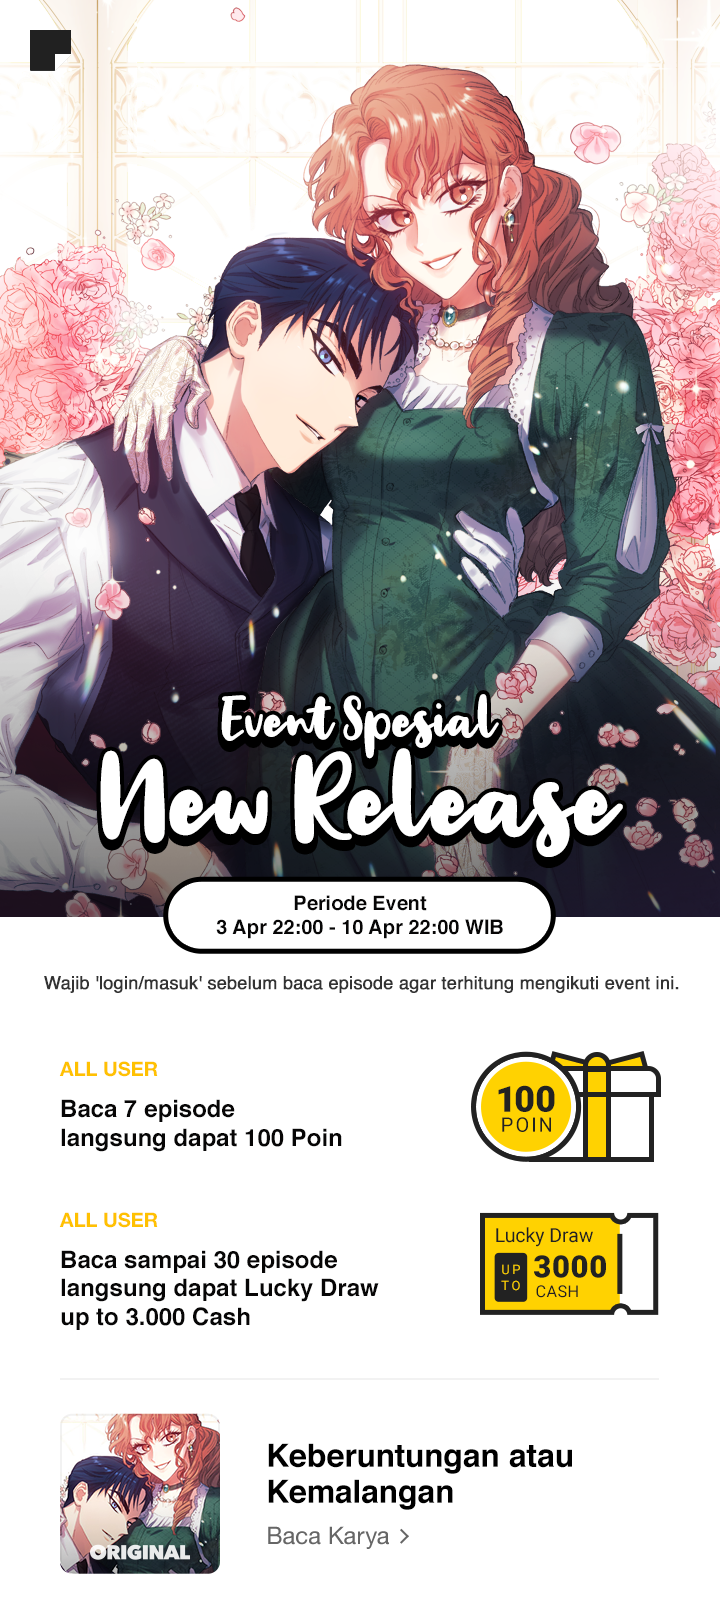 Event Spesial
New Release
Periode Event
3 Apr 22:00 - 10 Apr 22:00 WIB
Wajib 'login/masuk' sebelum baca episode agar terhitung mengikuti event ini.
ALL USER
Baca 7 episode
langsung dapat 100 Poin
100
POIN
ALL USER
Baca sampai 30 episode
langsung dapat Lucky Draw
up to 3.000 Cash
Lucky Draw
UP TO 3000
CASH
ORIGINAL
Keberuntungan atau
Kemalangan
Baca Karya >